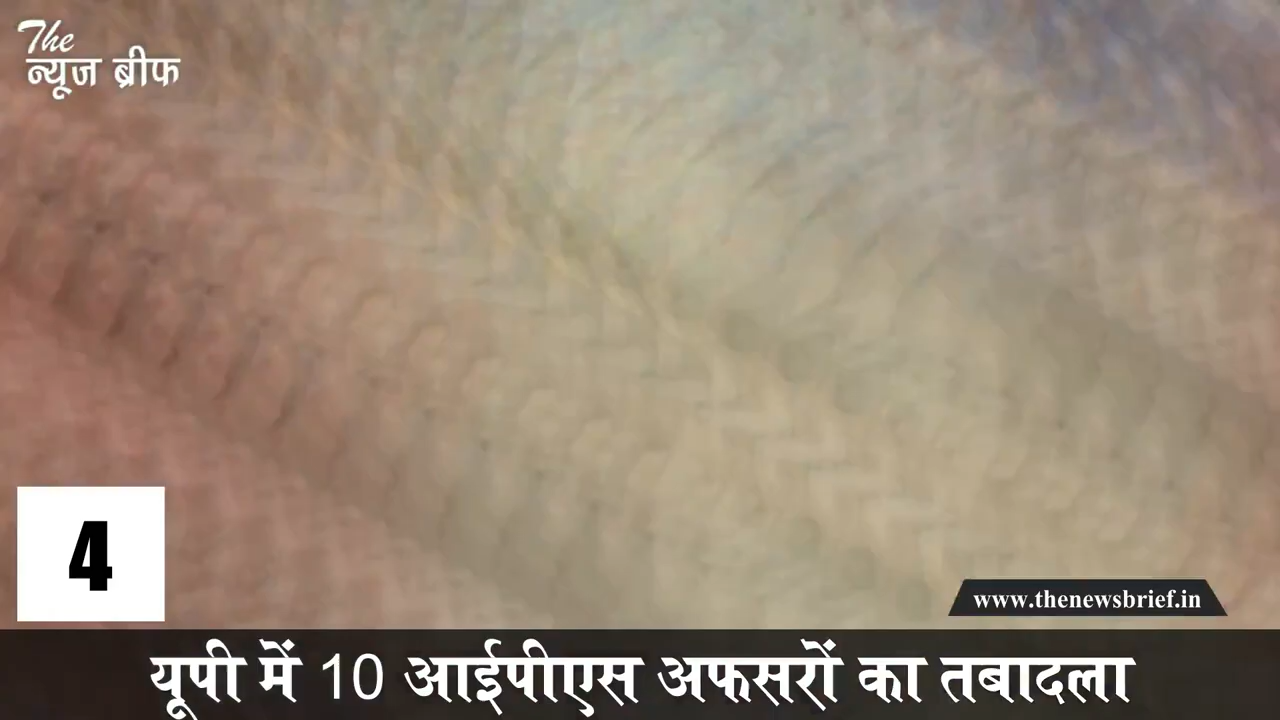 The
न्यूज ब्रीफ
4
www.thenewsbrief.in
यूपी में 10 आईपीएस अफसरों का तबादला